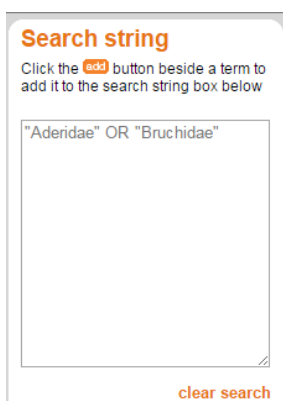 Search string
Click the add button beside a term to
add it to the search string box below
"Aderidae" OR "Bruchidae"
clear search